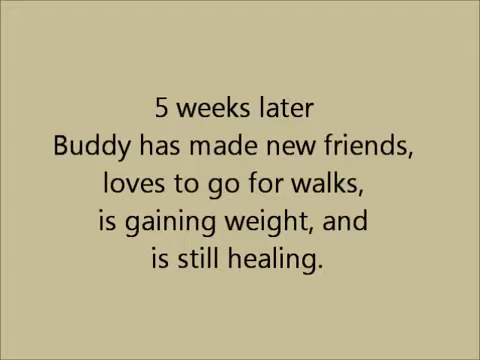 5 weeks later
Buddy has made new friends,
loves to go for walks,
is gaining weight, and
is still healing.